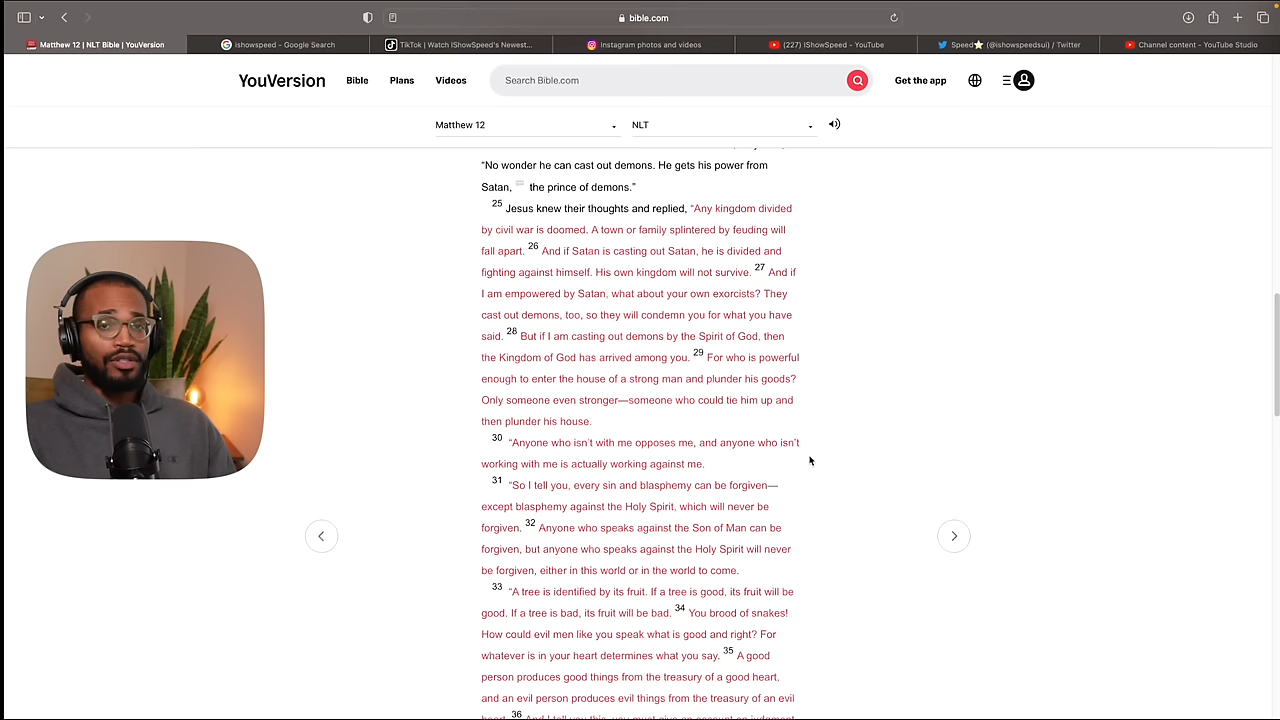 bible.com
Matthew 12 | NLT Bible | YouVersion
ishowspeed - Google Search
TikTok | Watch IShowSpeed's Newest...
Instagram photos and videos
(227) IShowSpeed - YouTube
Speed⭐ (@ishowspeedsui) / Twitter
Channel content - YouTube Studio
YouVersion
Bible
Plans
Videos
Search Bible.com
Get the app
Matthew 12
NLT
“No wonder he can cast out demons. He gets his power from
Satan, the prince of demons.”
25 Jesus knew their thoughts and replied, “Any kingdom divided
by civil war is doomed. A town or family splintered by feuding will
fall apart. 26 And if Satan is casting out Satan, he is divided and
fighting against himself. His own kingdom will not survive. 27 And if
I am empowered by Satan, what about your own exorcists? They
cast out demons, too, so they will condemn you for what you have
said. 28 But if I am casting out demons by the Spirit of God, then
the Kingdom of God has arrived among you. 29 For who is powerful
enough to enter the house of a strong man and plunder his goods?
Only someone even stronger—someone who could tie him up and
then plunder his house.
30 “Anyone who isn’t with me opposes me, and anyone who isn’t
working with me is actually working against me.
31 “So I tell you, every sin and blasphemy can be forgiven—
except blasphemy against the Holy Spirit, which will never be
forgiven. 32 Anyone who speaks against the Son of Man can be
forgiven, but anyone who speaks against the Holy Spirit will never
be forgiven, either in this world or in the world to come.
33 “A tree is identified by its fruit. If a tree is good, its fruit will be
good. If a tree is bad, its fruit will be bad. 34 You brood of snakes!
How could evil men like you speak what is good and right? For
whatever is in your heart determines what you say. 35 A good
person produces good things from the treasury of a good heart,
and an evil person produces evil things from the treasury of an evil
heart. 36 And I tell you this, you must give an account on judgment